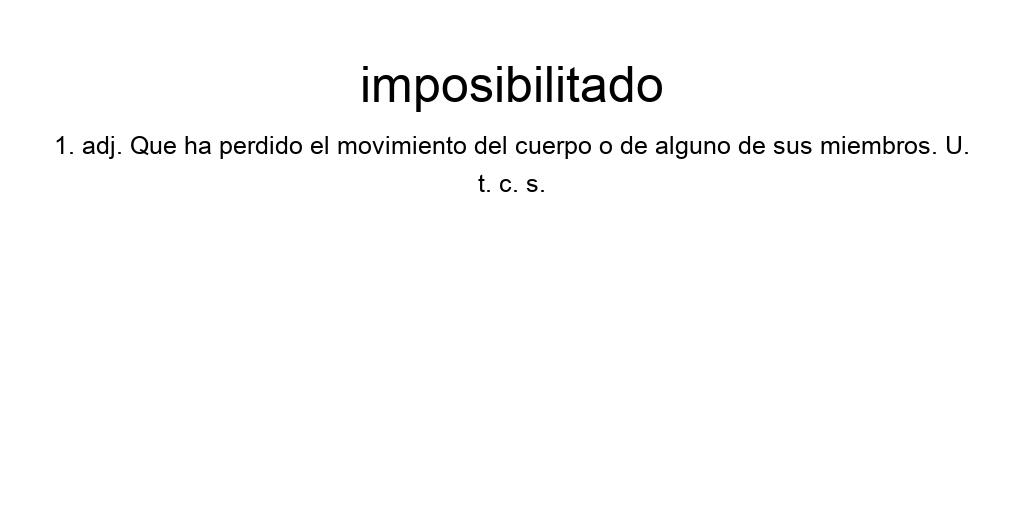 imposibilitado
1. adj. Que ha perdido el movimiento del cuerpo o de alguno de sus miembros. U.
t. c. s.